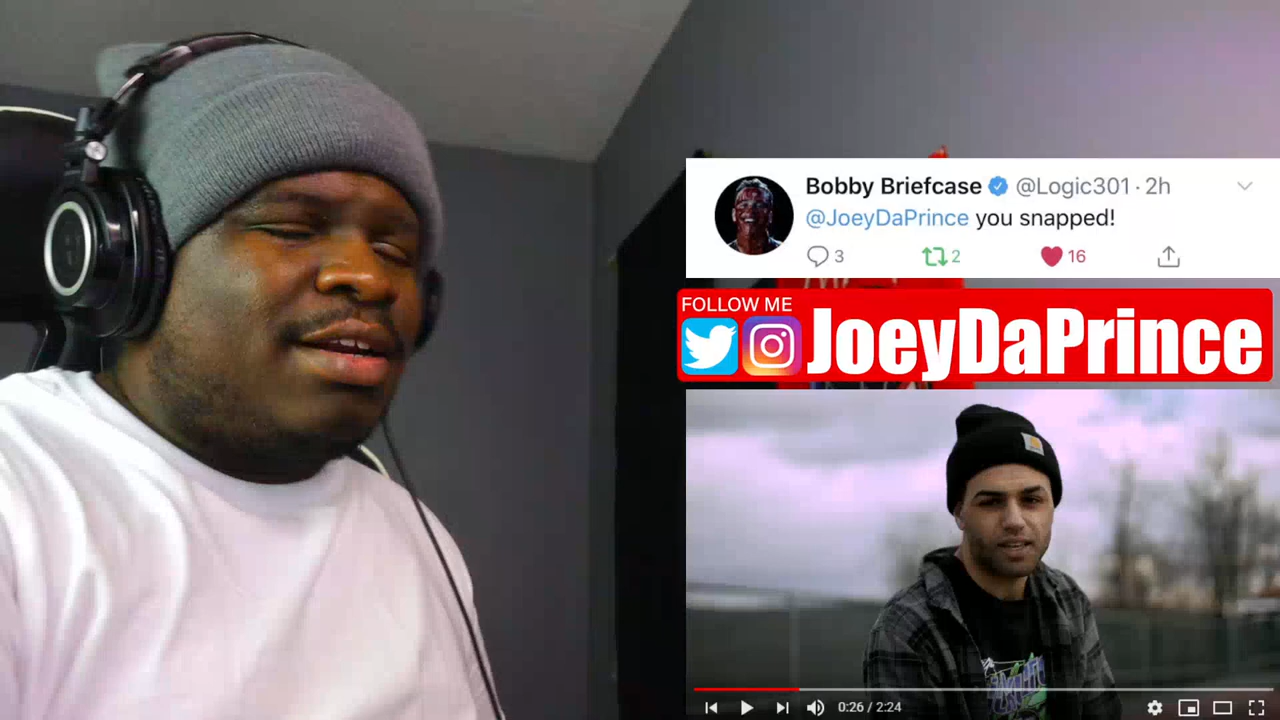 Bobby Briefcase @Logic301 · 2h
@JoeyDaPrince you snapped!
3 2 16
FOLLOW ME
JoeyDaPrince
0:26 / 2:24